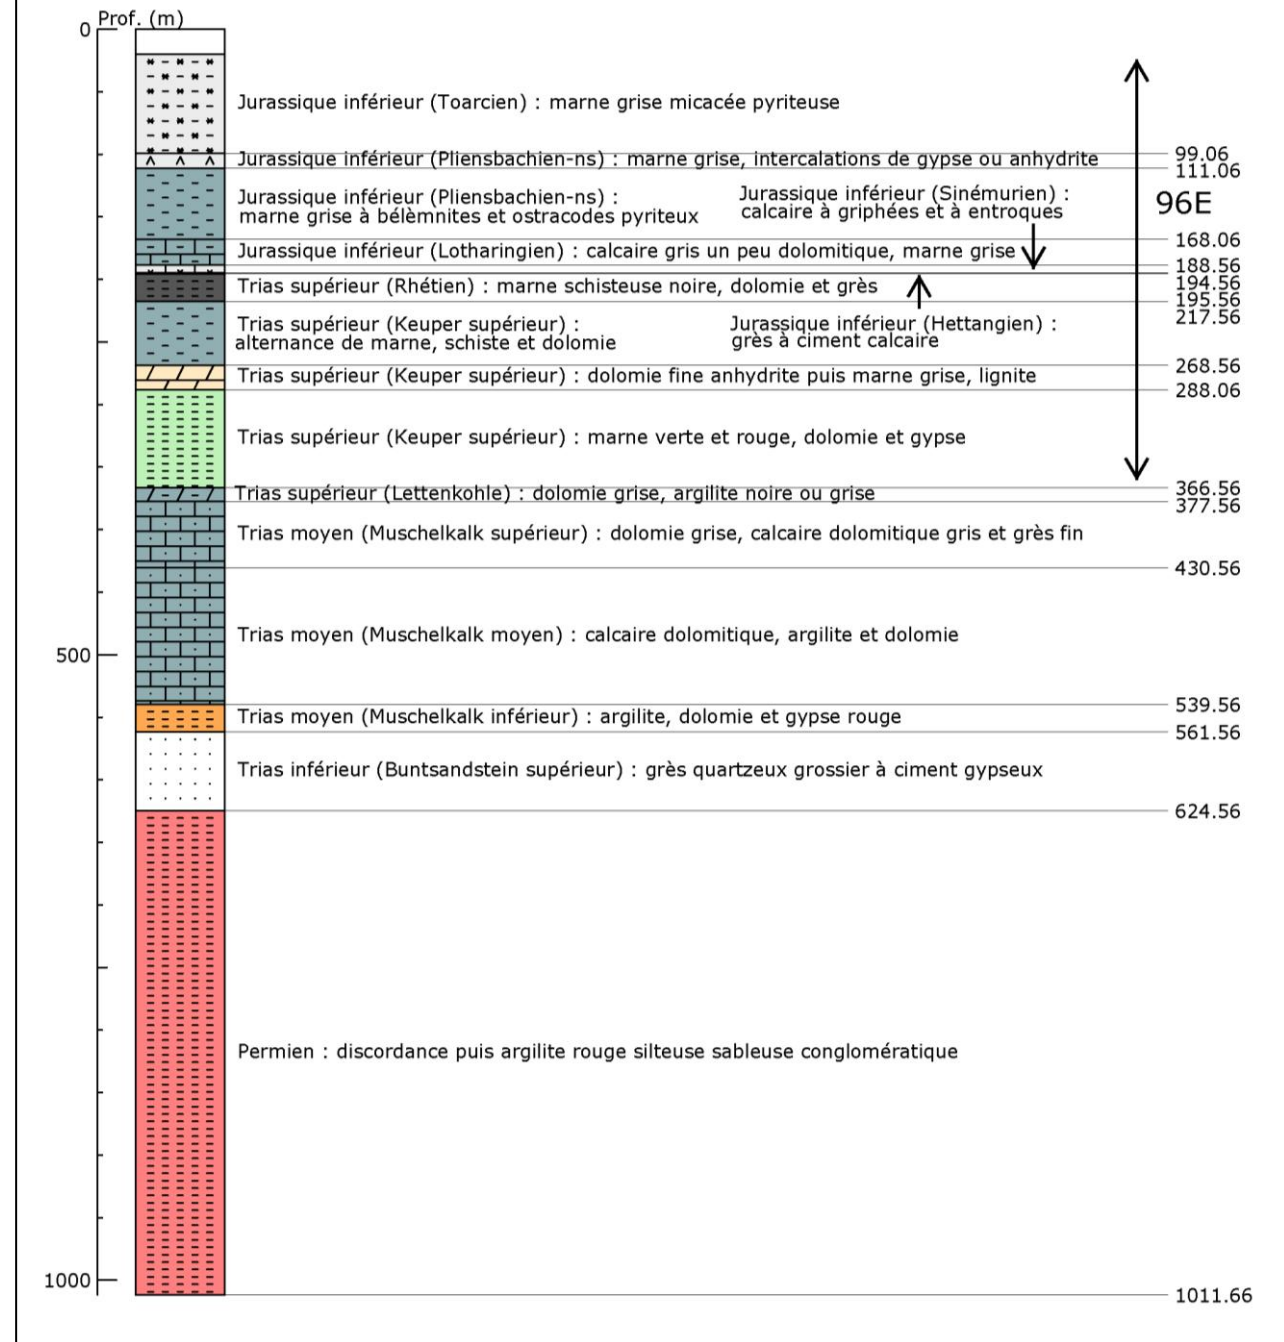 Prof. (m)
0
Jurassique inférieur (Toarcien) : marne grise micacée pyriteuse
99.06
Jurassique inférieur (Pliensbachien-ns) : marne grise, intercalations de gypse ou anhydrite
111.06
Jurassique inférieur (Pliensbachien-ns) :
marne grise à bélèmnites et ostracodes pyriteux
Jurassique inférieur (Sinémurien) :
calcaire à griphées et à entroques
96E
168.06
Jurassique inférieur (Lotharingien) : calcaire gris un peu dolomitique, marne grise
188.56
194.56
Trias supérieur (Rhétien) : marne schisteuse noire, dolomie et grès
195.56
217.56
Trias supérieur (Keuper supérieur) :
alternance de marne, schiste et dolomie
Jurassique inférieur (Hettangien) :
grès à ciment calcaire
268.56
Trias supérieur (Keuper supérieur) : dolomie fine anhydrite puis marne grise, lignite
288.06
Trias supérieur (Keuper supérieur) : marne verte et rouge, dolomie et gypse
366.56
Trias supérieur (Lettenkohle) : dolomie grise, argilite noire ou grise
377.56
Trias moyen (Muschelkalk supérieur) : dolomie grise, calcaire dolomitique gris et grès fin
430.56
Trias moyen (Muschelkalk moyen) : calcaire dolomitique, argilite et dolomie
500
539.56
Trias moyen (Muschelkalk inférieur) : argilite, dolomie et gypse rouge
561.56
Trias inférieur (Buntsandstein supérieur) : grès quartzeux grossier à ciment gypseux
624.56
Permien : discordance puis argilite rouge silteuse sableuse conglomératique
1000
1011.66